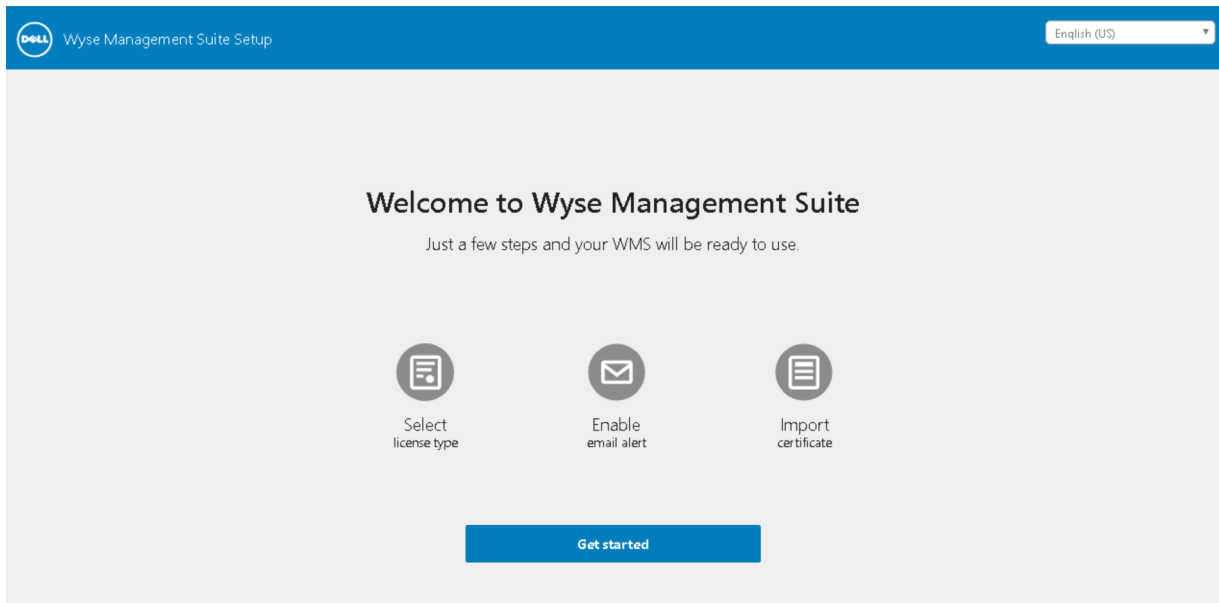 DELL
Wyse Management Suite Setup
English (US)
Welcome to Wyse Management Suite
Just a few steps and your WMS will be ready to use.
Select
license type
Enable
email alert
Import
certificate
Get started